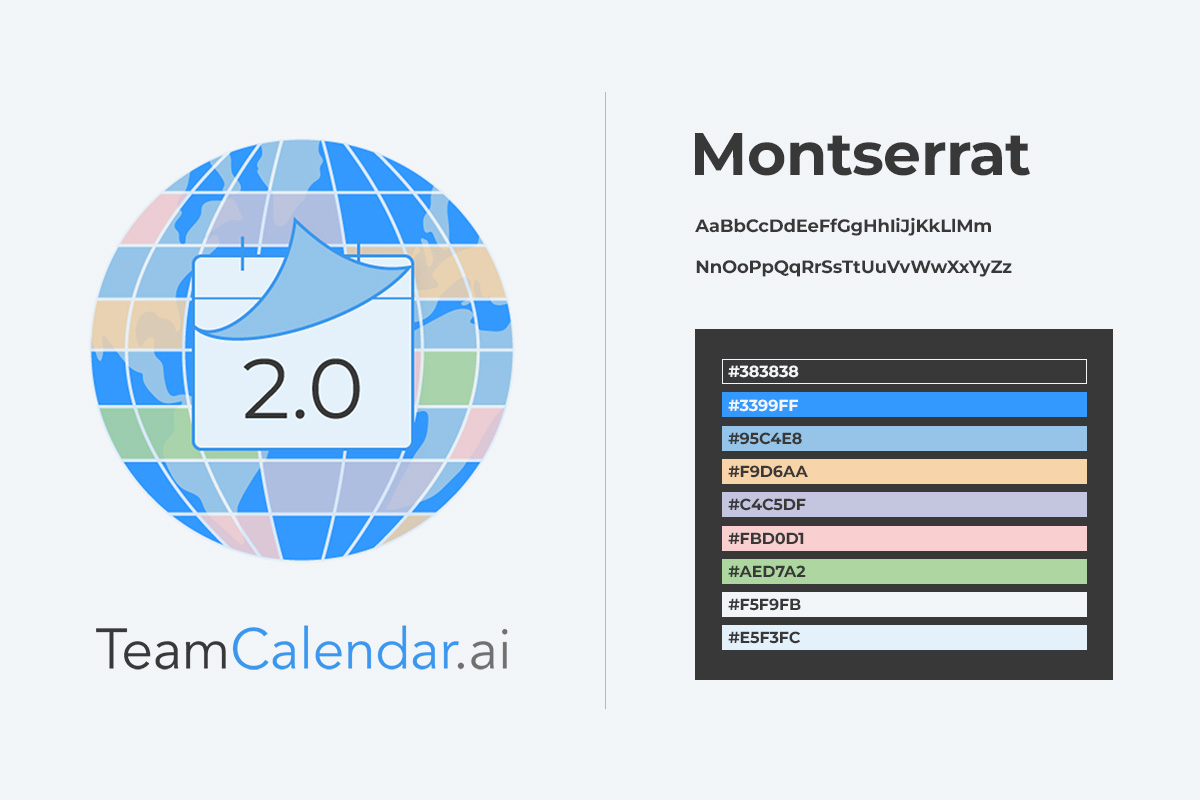 2.0
TeamCalendar.ai
Montserrat
AaBbCcDdEeFfGgHhIiJjKkLlMm
NnOoPpQqRrSsTtUuVvWwXxYyZz
#383838
#3399FF
#95C4E8
#F9D6AA
#C4C5DF
#FBD0D1
#AED7A2
#F5F9FB
#E5F3FC